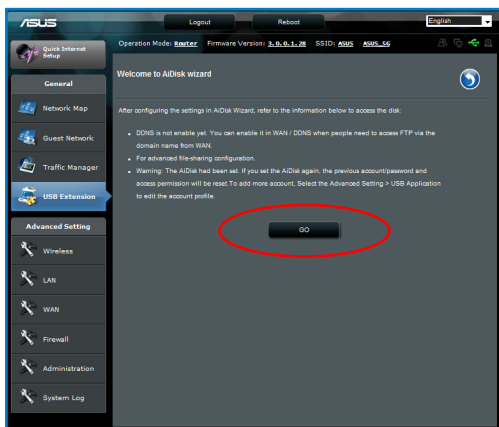 ASUS
Logout
Reboot
English
Quick Internet
Setup
Operation Mode: Router Firmware Version: 3.0.0.1.28 SSID: ASUS ASUS_5G
General
Network Map
Guest Network
Traffic Manager
USB Extension
Advanced Setting
Wireless
LAN
WAN
Firewall
Administration
System Log
Welcome to AiDisk wizard
After configuring the settings in AiDisk Wizard, refer to the information below to access the disk:
• DDNS is not enable yet. You can enable it in WAN / DDNS when people need to access FTP via the
domain name from WAN.
• For advanced file-sharing configuration.
• Warning: The AiDisk had been set. If you set the AiDisk again, the previous account/password and
access permission will be reset.To add more account, Select the Advanced Setting > USB Application
to edit the account profile.
GO